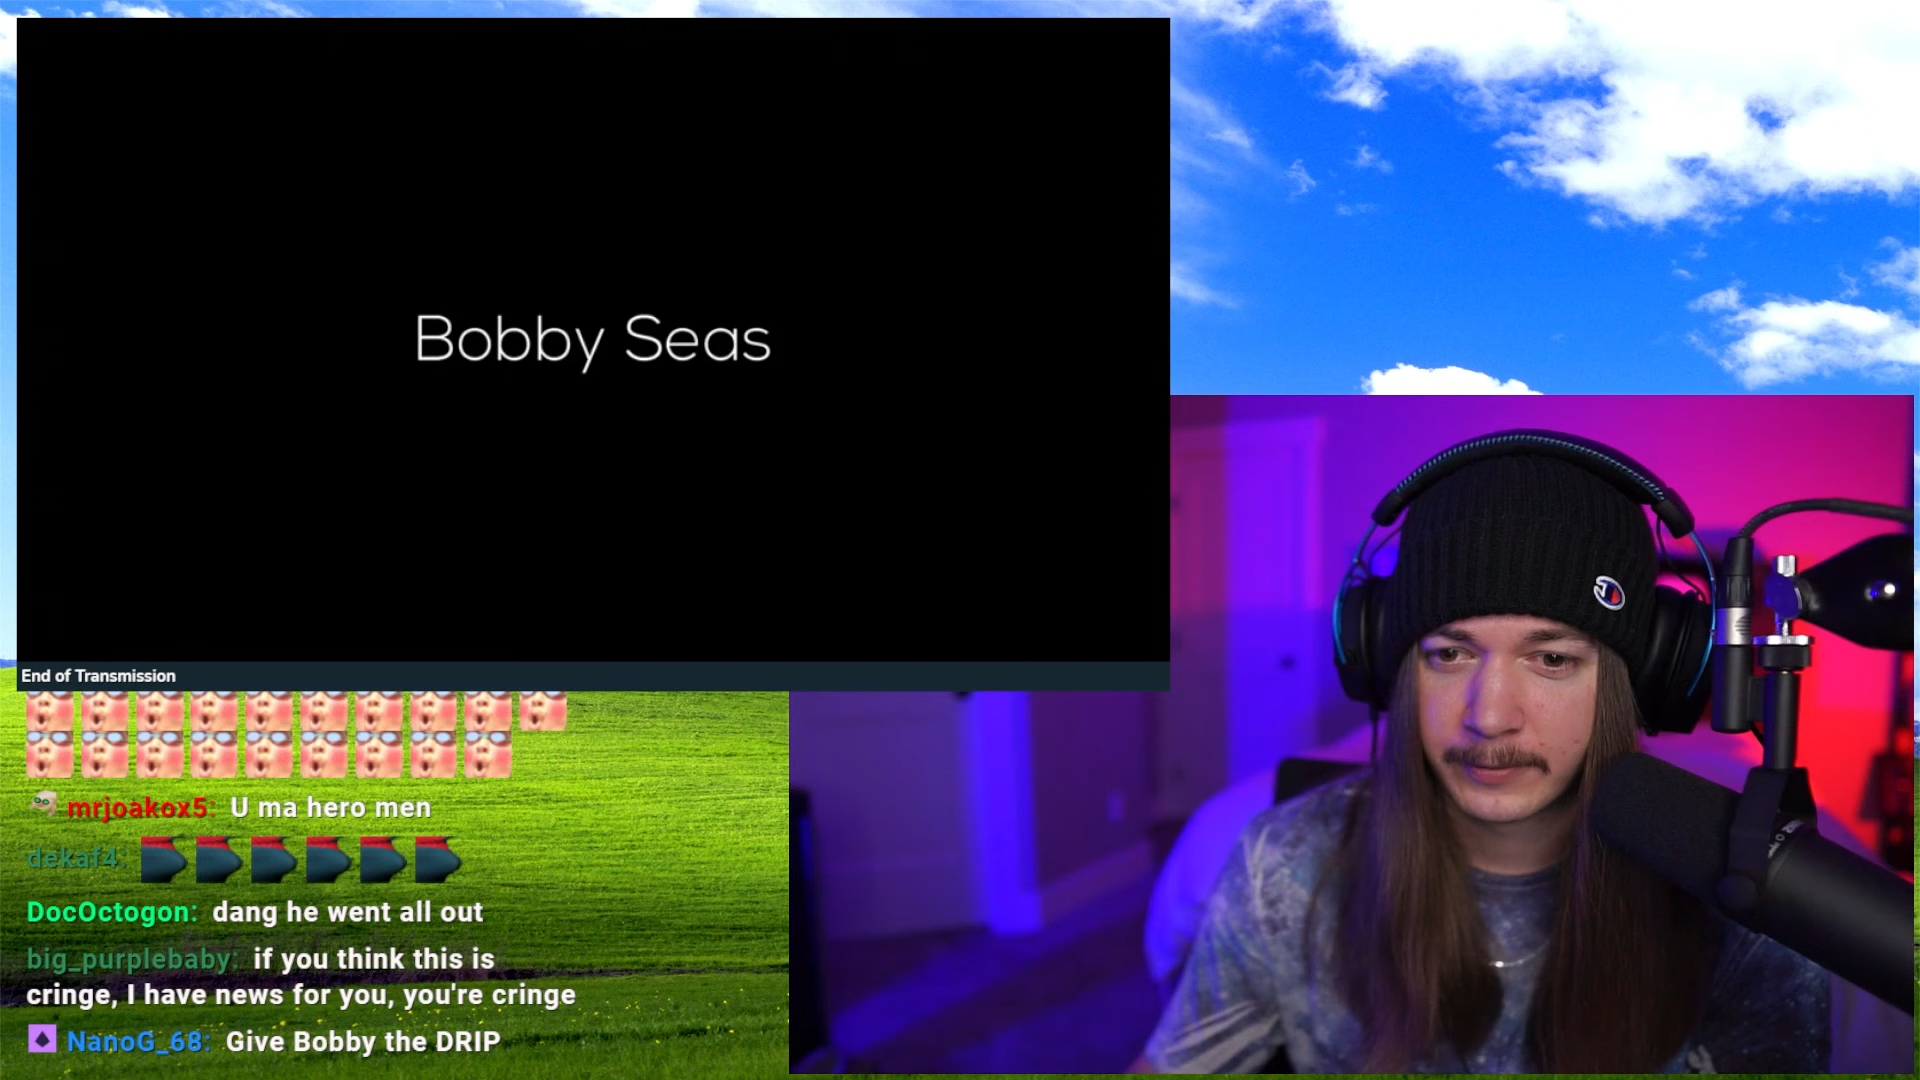 Bobby Seas
End of Transmission
mrjoakox5: U ma hero men
dekaf4:
DocOctogon: dang he went all out
big_purplebaby: if you think this is
cringe, I have news for you, you're cringe
NanoG_68: Give Bobby the DRIP